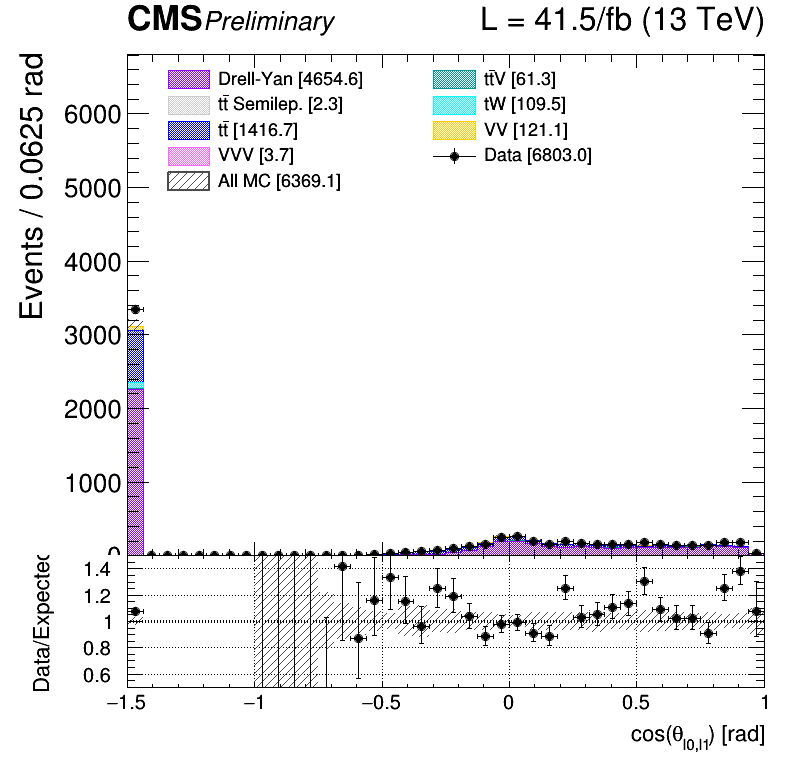 CMS Preliminary L = 41.5/fb (13 TeV)
Events / 0.0625 rad
Drell-Yan [4654.6]
tt̄ Semilep. [2.3]
tt̄ [1416.7]
VVV [3.7]
All MC [6369.1]
tt̄V [61.3]
tW [109.5]
VV [121.1]
Data [6803.0]
6000
5000
4000
3000
2000
1000
0
Data/Expected
1.4
1.2
1
0.8
0.6
−1.5 −1 −0.5 0 0.5 1
cos(θ_l0,l1) [rad]